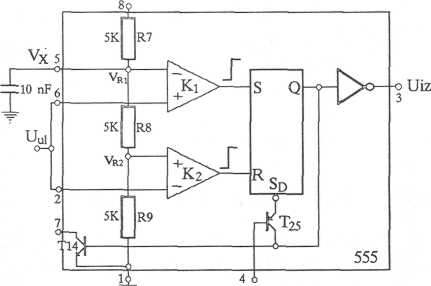 8
5K R7
Vx 5
VR1
K1
10 nF
6
5K R8
Uul
VR2
K2
2
5K R9
S Q
R
SD
Uiz
3
7
T14
T25
555
1
4
- + + -